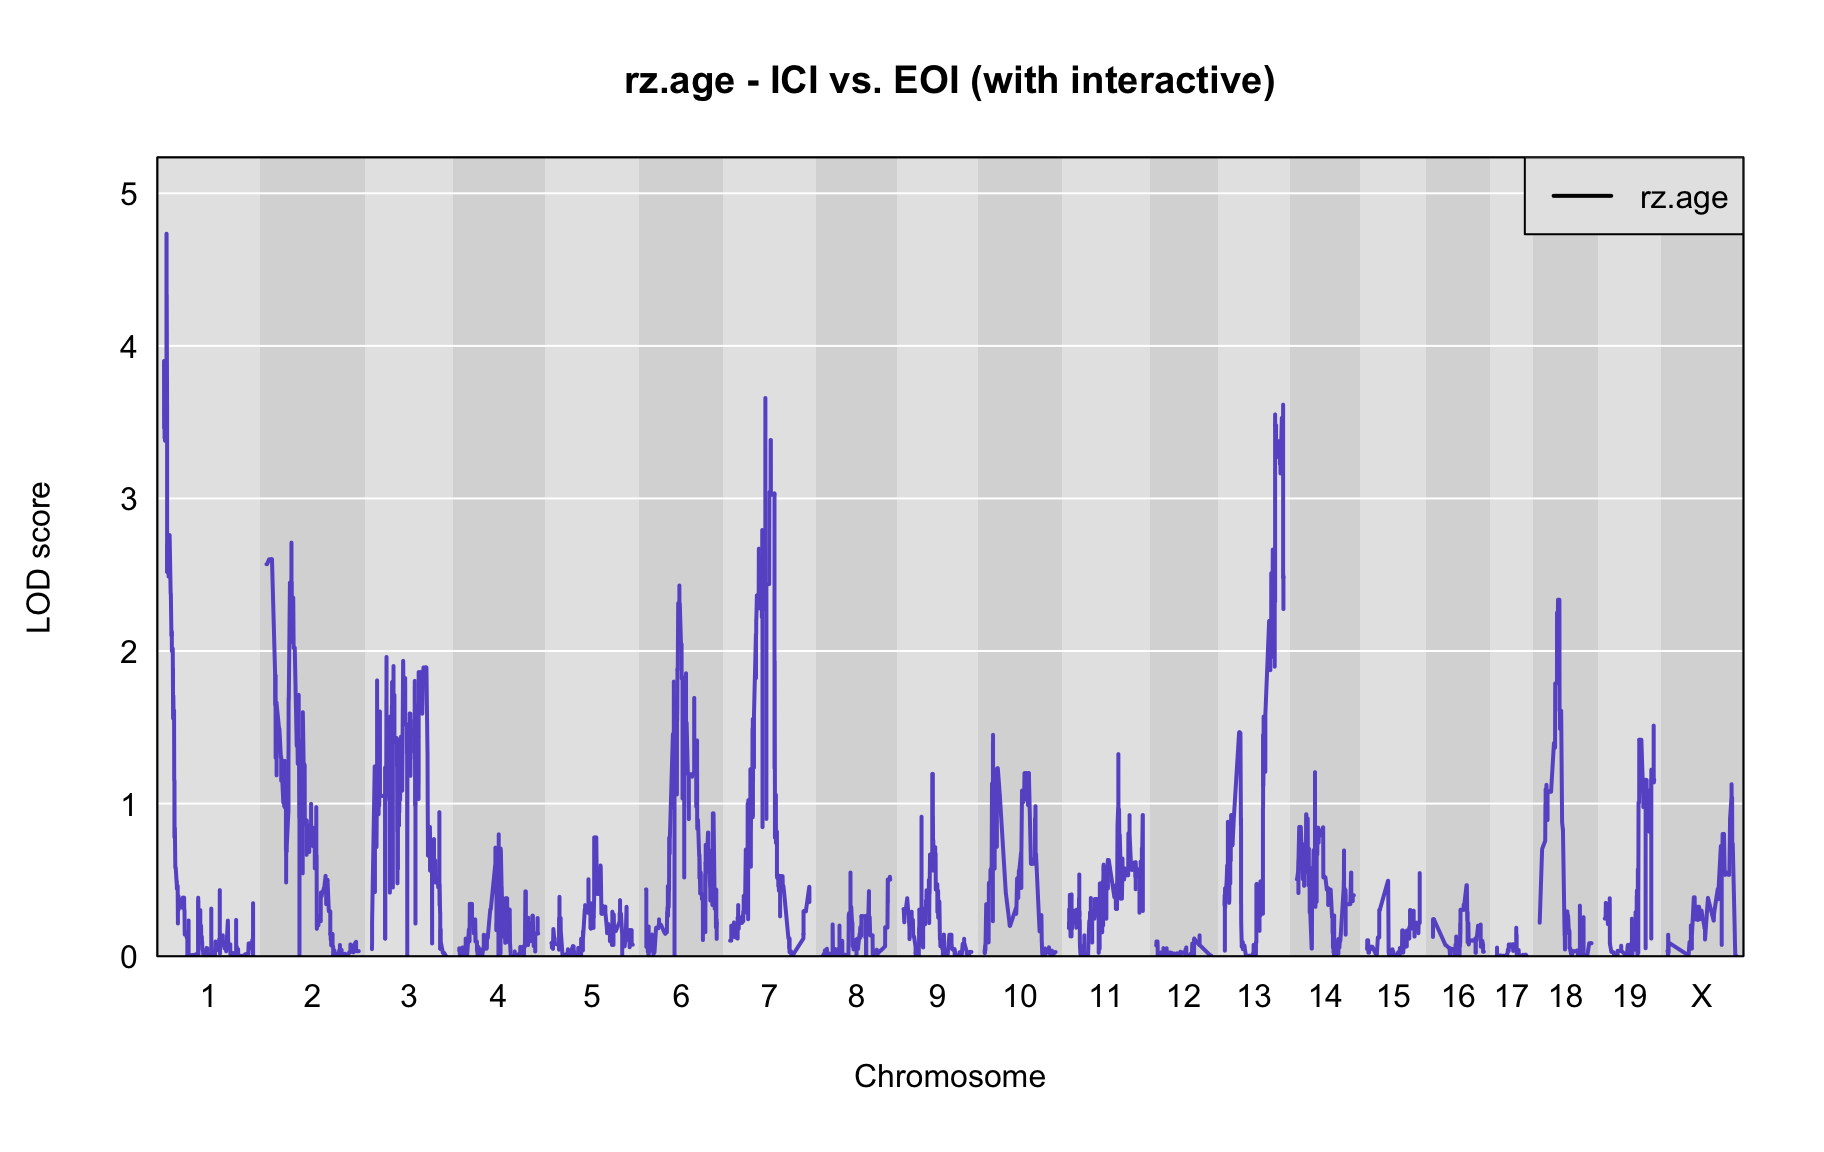 rz.age - ICI vs. EOI (with interactive)
rz.age
5
4
3
2
1
0
LOD score
1 2 3 4 5 6 7 8 9 10 11 12 13 14 15 16 17 18 19 X
Chromosome